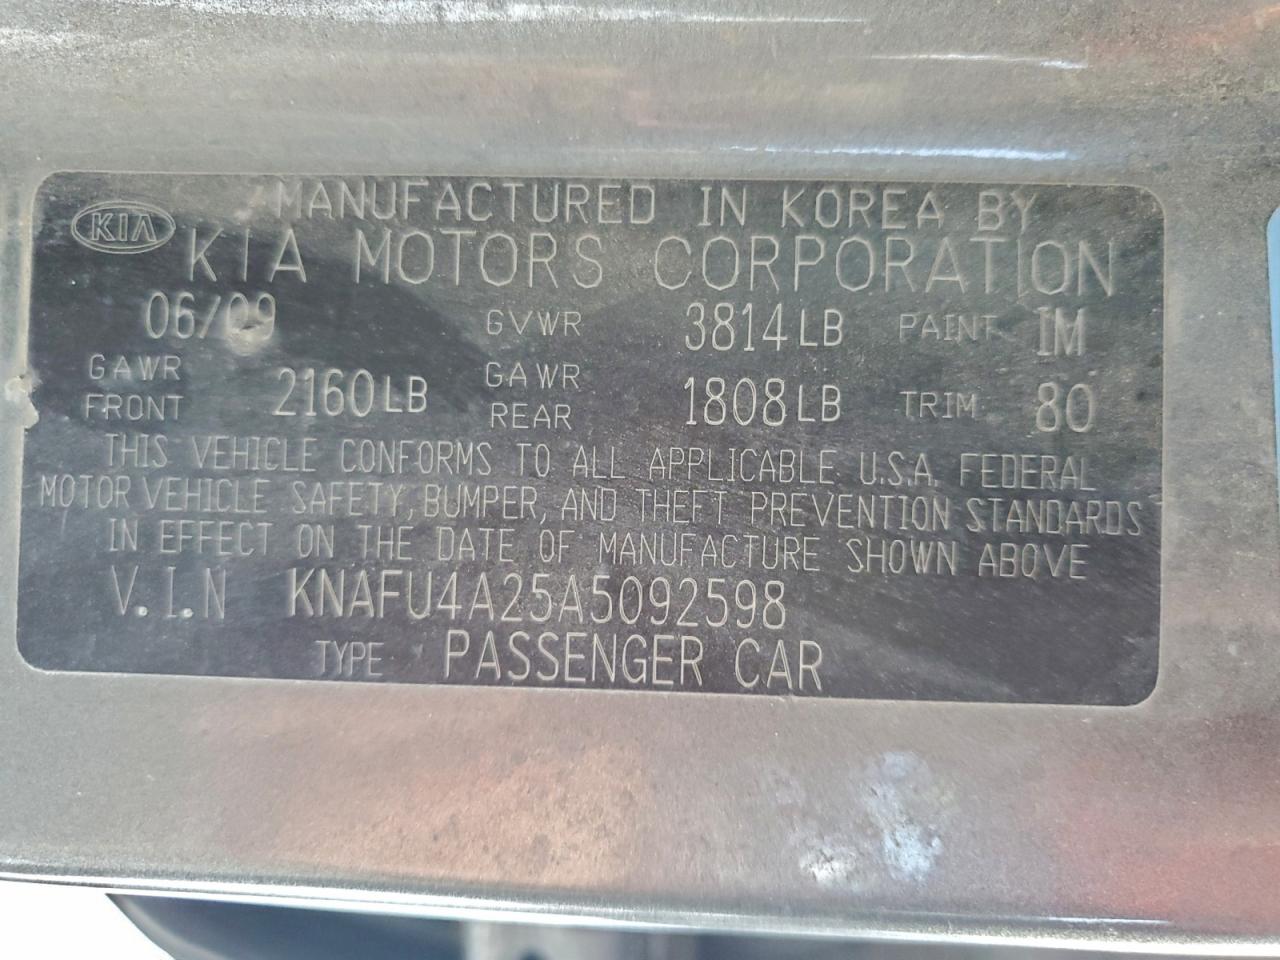 KIA
MANUFACTURED IN KOREA BY
KIA MOTORS CORPORATION
06/09 GVWR 3814LB PAINT 1M
GAWR FRONT 2160LB GAWR REAR 1808LB TRIM 80
THIS VEHICLE CONFORMS TO ALL APPLICABLE U.S.A. FEDERAL
MOTOR VEHICLE SAFETY, BUMPER, AND THEFT PREVENTION STANDARDS
IN EFFECT ON THE DATE OF MANUFACTURE SHOWN ABOVE
V.I.N KNAFU4A25A5092598
TYPE PASSENGER CAR